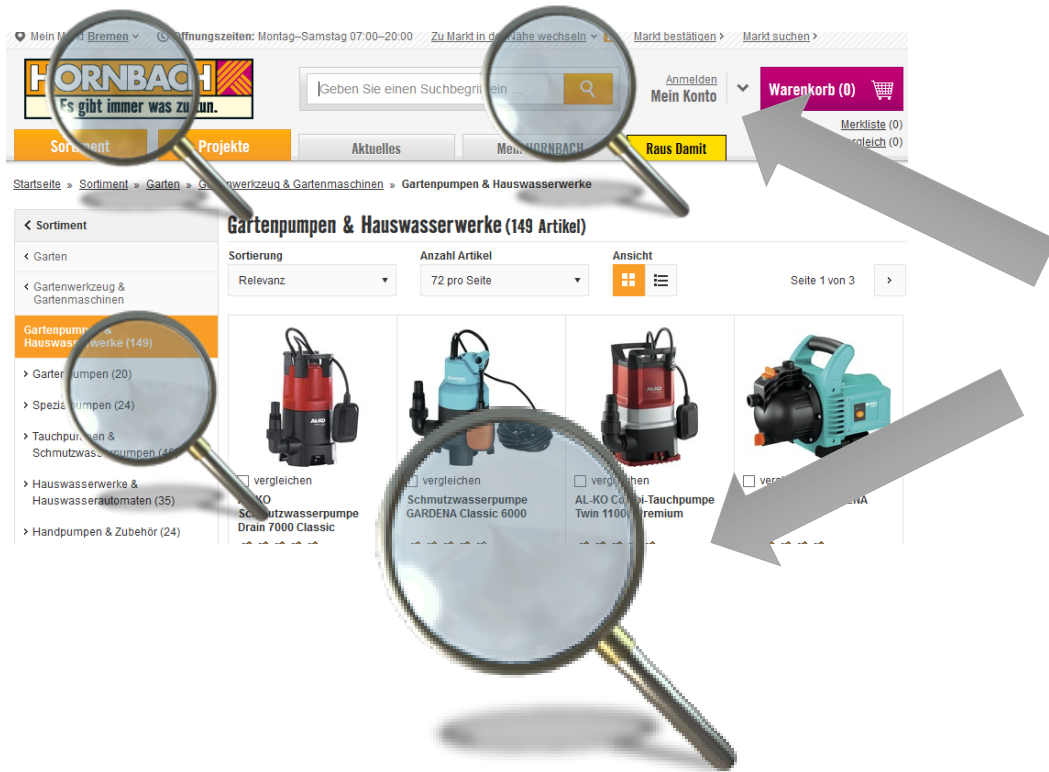 Mein Markt Bremen Öffnungszeiten: Montag–Samstag 07:00–20:00 Zu Markt in der Nähe wechseln Markt bestätigen › Markt suchen ›
HORNBACH
Es gibt immer was zu tun.
Geben Sie einen Suchbegriff ein ...
Anmelden
Mein Konto
Warenkorb (0)
Merkliste (0)
(0)
Sortiment Projekte Aktuelles Mein HORNBACH Raus Damit
Startseite » Sortiment » Garten » Gartenwerkzeug & Gartenmaschinen » Gartenpumpen & Hauswasserwerke
‹ Sortiment
‹ Garten
‹ Gartenwerkzeug &
Gartenmaschinen
Gartenpumpen &
Hauswasserwerke (149)
› Gartenpumpen (20)
› Spezialpumpen (24)
› Tauchpumpen &
Schmutzwasserpumpen
› Hauswasserwerke &
Hauswasserautomaten (35)
› Handpumpen & Zubehör (24)
Gartenpumpen & Hauswasserwerke (149 Artikel)
Sortierung Anzahl Artikel Ansicht
Relevanz 72 pro Seite Seite 1 von 3 ›
vergleichen
AL-KO
Schmutzwasserpumpe
Drain 7000 Classic
vergleichen
Schmutzwasserpumpe
GARDENA Classic 6000
vergleichen
AL-KO Combi-Tauchpumpe
Twin 11000 Premium